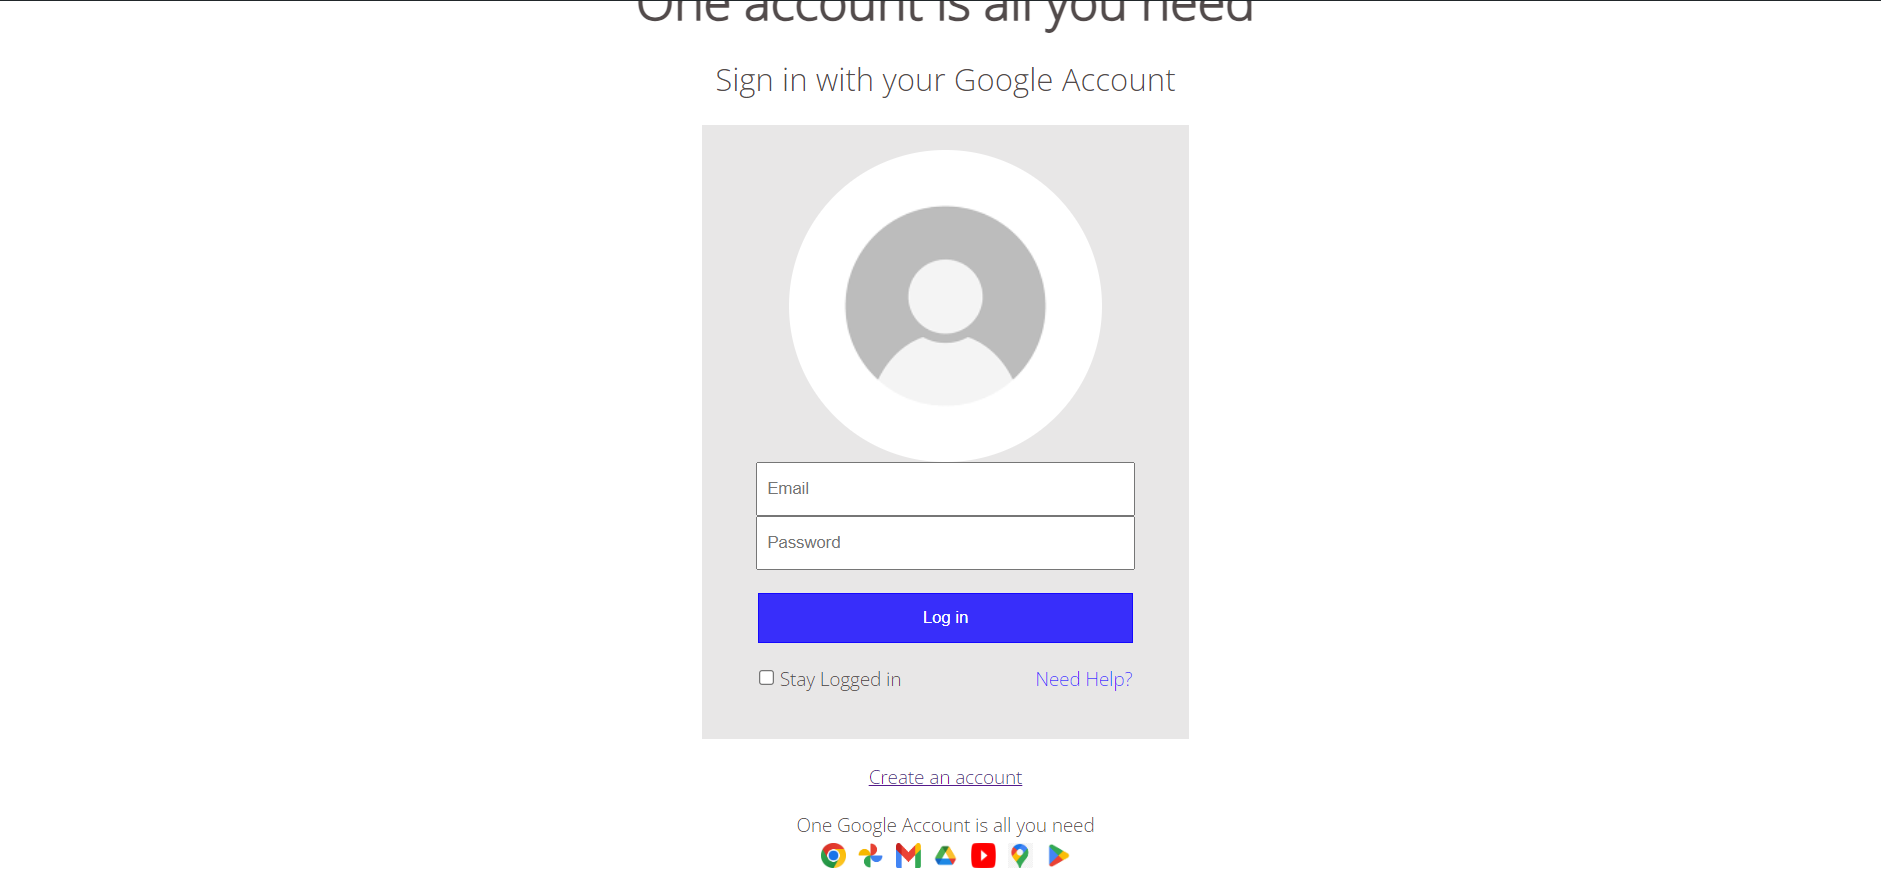 One account is all you need
Sign in with your Google Account
Email
Password
Log in
Stay Logged in
Need Help?
Create an account
One Google Account is all you need